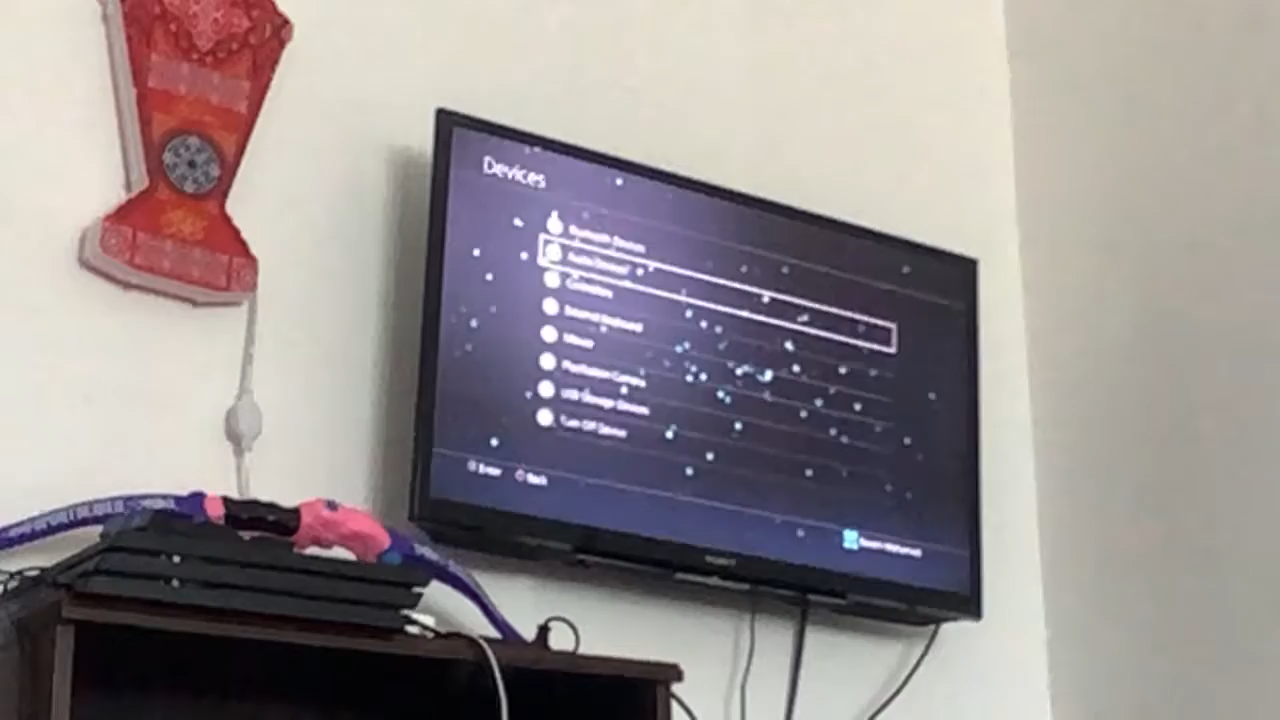 Devices
Bluetooth Devices
Audio Devices
Controllers
External Keyboard
Mouse
PlayStation Camera
USB Storage Devices
Turn Off Device
Enter Back